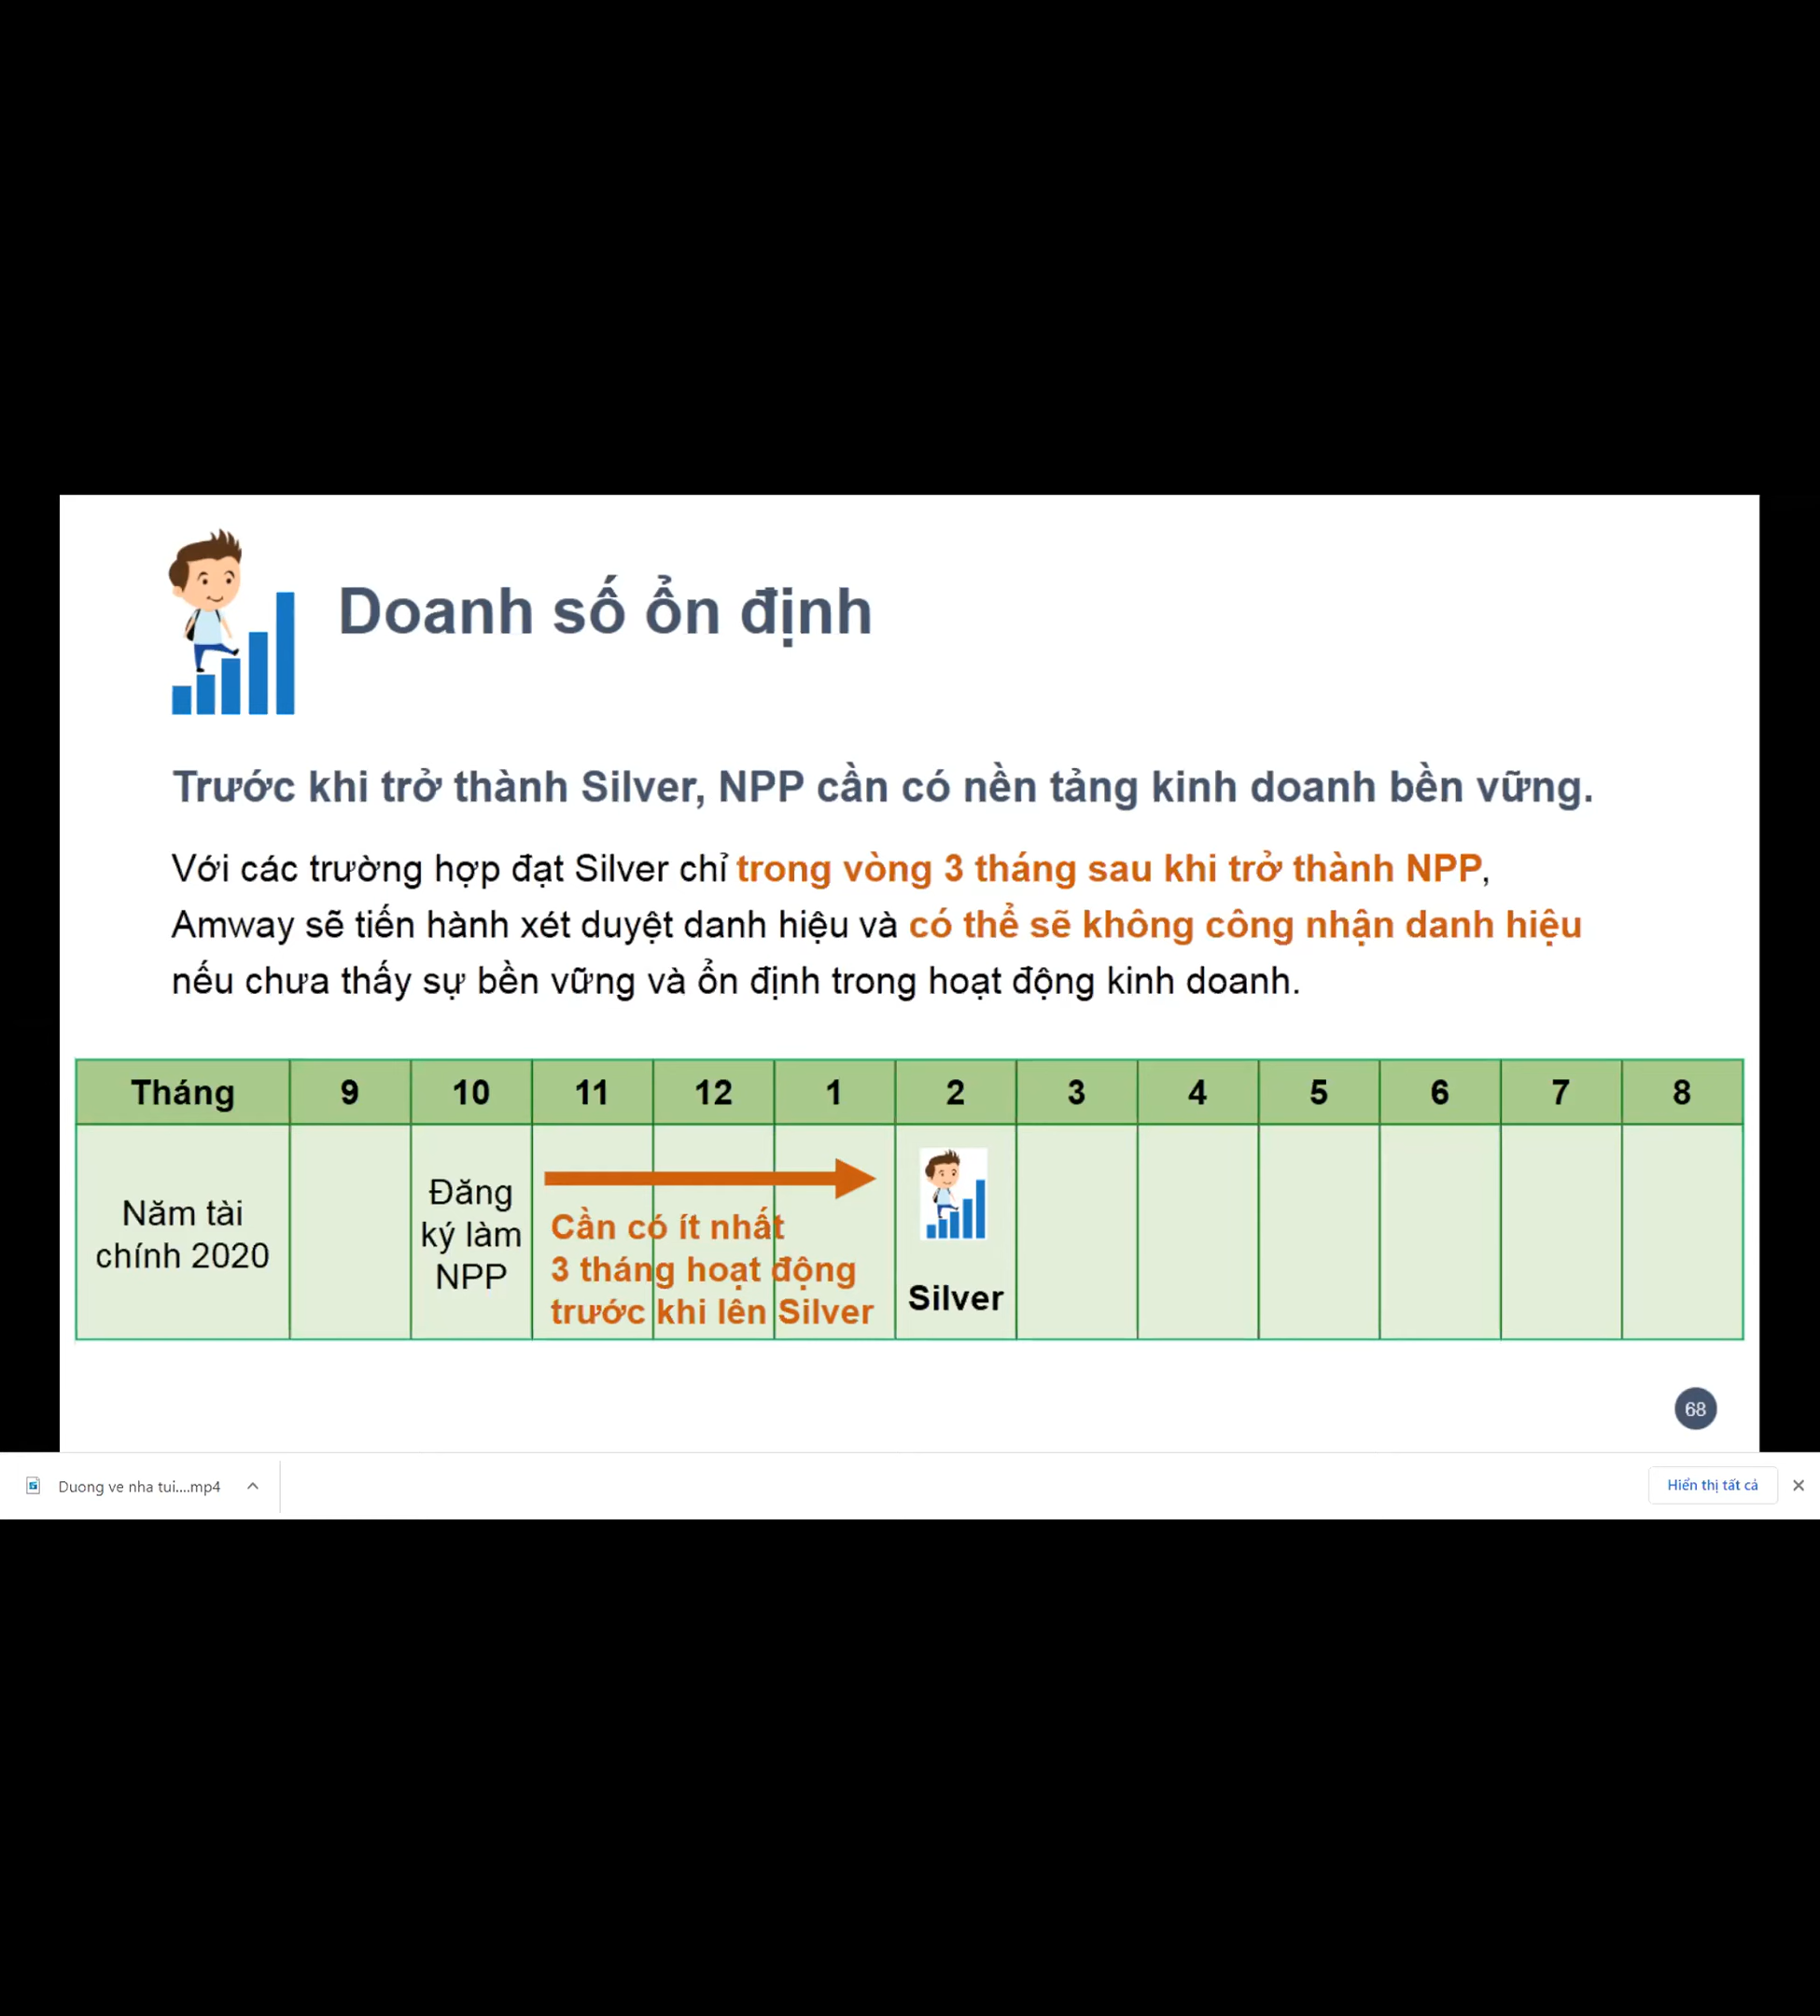 Doanh số ổn định
Trước khi trở thành Silver, NPP cần có nền tảng kinh doanh bền vững.
Với các trường hợp đạt Silver chỉ trong vòng 3 tháng sau khi trở thành NPP,
Amway sẽ tiến hành xét duyệt danh hiệu và có thể sẽ không công nhận danh hiệu
nếu chưa thấy sự bền vững và ổn định trong hoạt động kinh doanh.
Tháng 9 10 11 12 1 2 3 4 5 6 7 8
Năm tài
chính 2020
Đăng
ký làm
NPP
Cần có ít nhất
3 tháng hoạt động
trước khi lên Silver
Silver
68
Duong ve nha tui....mp4
Hiển thị tất cả